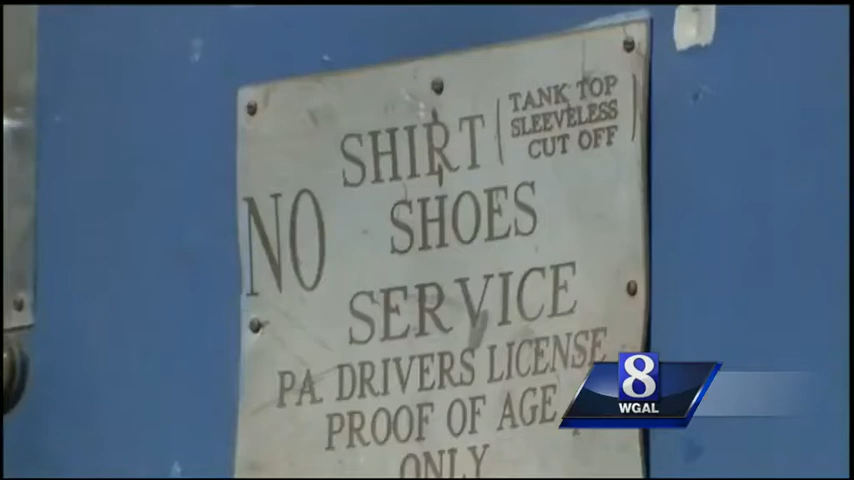 SHIRT (TANK TOP
SLEEVELESS
CUT OFF)
NO SHOES
SERVICE
PA. DRIVERS LICENSE
PROOF OF AGE
ONLY
8
WGAL